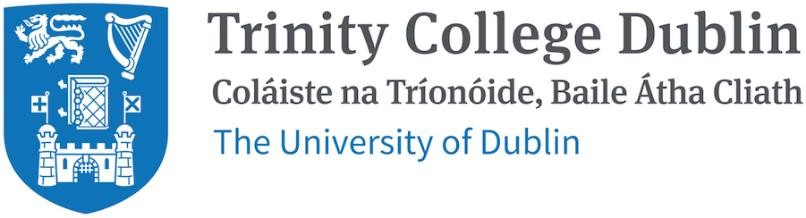 Trinity College Dublin
Coláiste na Tríonóide, Baile Átha Cliath
The University of Dublin